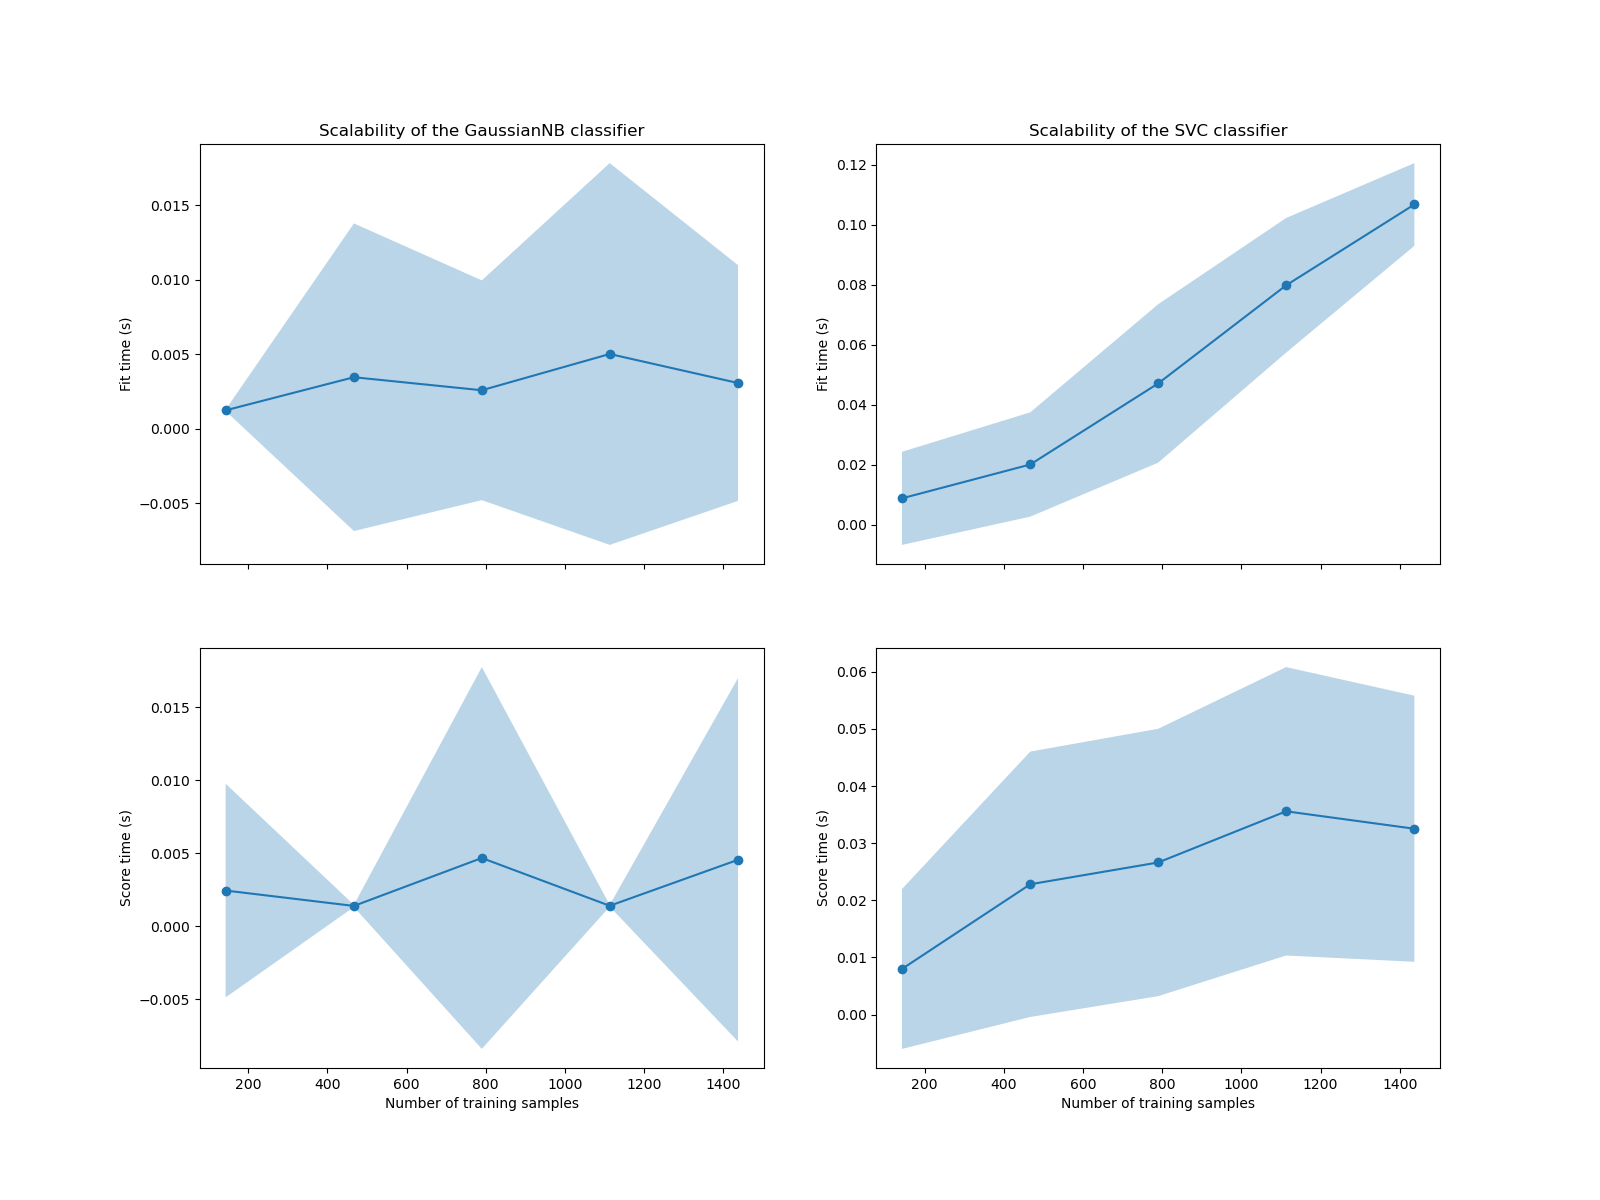 Scalability of the GaussianNB classifier
Fit time (s)
0.015
0.010
0.005
0.000
−0.005
Scalability of the SVC classifier
Fit time (s)
0.12
0.10
0.08
0.06
0.04
0.02
0.00
Score time (s)
0.015
0.010
0.005
0.000
−0.005
200 400 600 800 1000 1200 1400
Number of training samples
Score time (s)
0.06
0.05
0.04
0.03
0.02
0.01
0.00
200 400 600 800 1000 1200 1400
Number of training samples